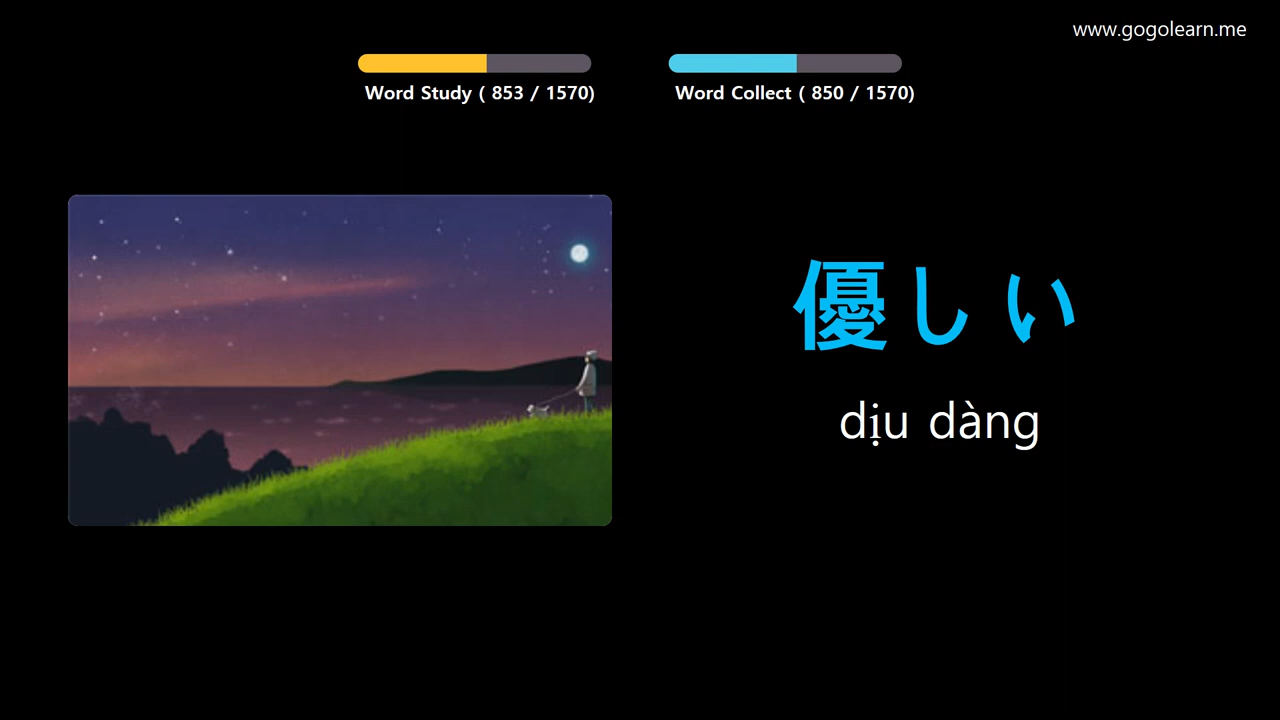 www.gogolearn.me
Word Study ( 853 / 1570)
Word Collect ( 850 / 1570)
優しい
dịu dàng